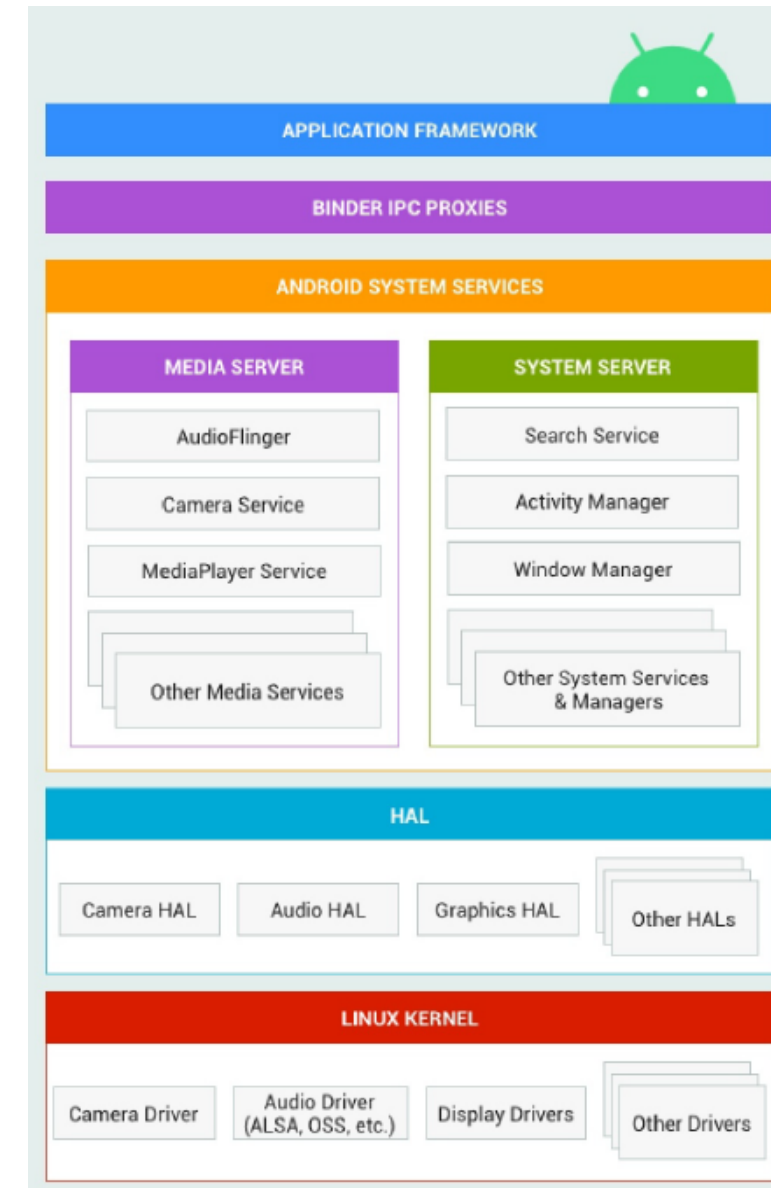 APPLICATION FRAMEWORK
BINDER IPC PROXIES
ANDROID SYSTEM SERVICES
MEDIA SERVER
AudioFlinger
Camera Service
MediaPlayer Service
Other Media Services
SYSTEM SERVER
Search Service
Activity Manager
Window Manager
Other System Services
& Managers
HAL
Camera HAL
Audio HAL
Graphics HAL
Other HALs
LINUX KERNEL
Camera Driver
Audio Driver
(ALSA, OSS, etc.)
Display Drivers
Other Drivers